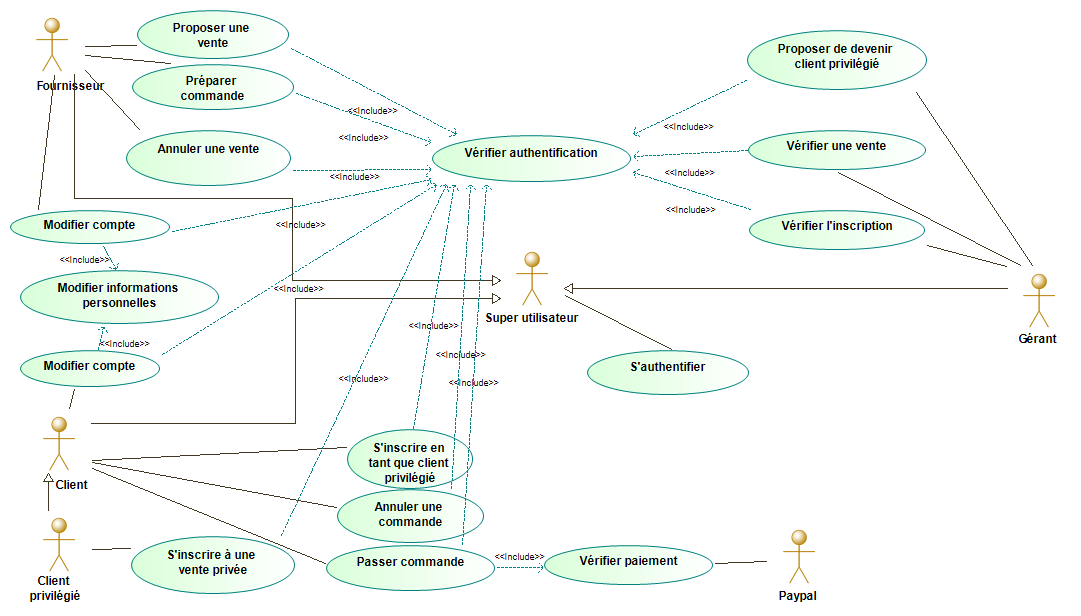 Proposer une
vente
Proposer de devenir
client privilégié
Fournisseur
Préparer
commande
<<Include>>
<<Include>>
<<Include>>
Annuler une vente
Vérifier authentification
Vérifier une vente
<<Include>>
<<Include>>
<<Include>>
Modifier compte
<<Include>>
Vérifier l'inscription
<<Include>>
Modifier informations
personnelles
<<Include>>
Super utilisateur
<<Include>>
Gérant
<<Include>>
<<Include>>
Modifier compte
S'authentifier
<<Include>>
<<Include>>
S'inscrire en
tant que client
privilégié
Client
Annuler une
commande
S'inscrire à une
vente privée
Passer commande
<<Include>>
Vérifier paiement
Client
privilégié
Paypal